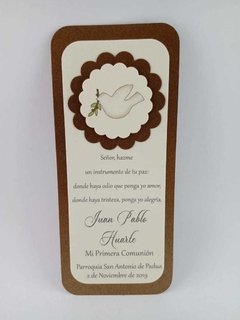 Señor, hazme
un instrumento de tu paz:
donde haya odio que ponga yo amor,
donde haya tristeza, ponga yo alegría.
Juan Pablo
Huarle
Mi Primera Comunión
Parroquia San Antonio de Padua,
2 de Noviembre de 2019